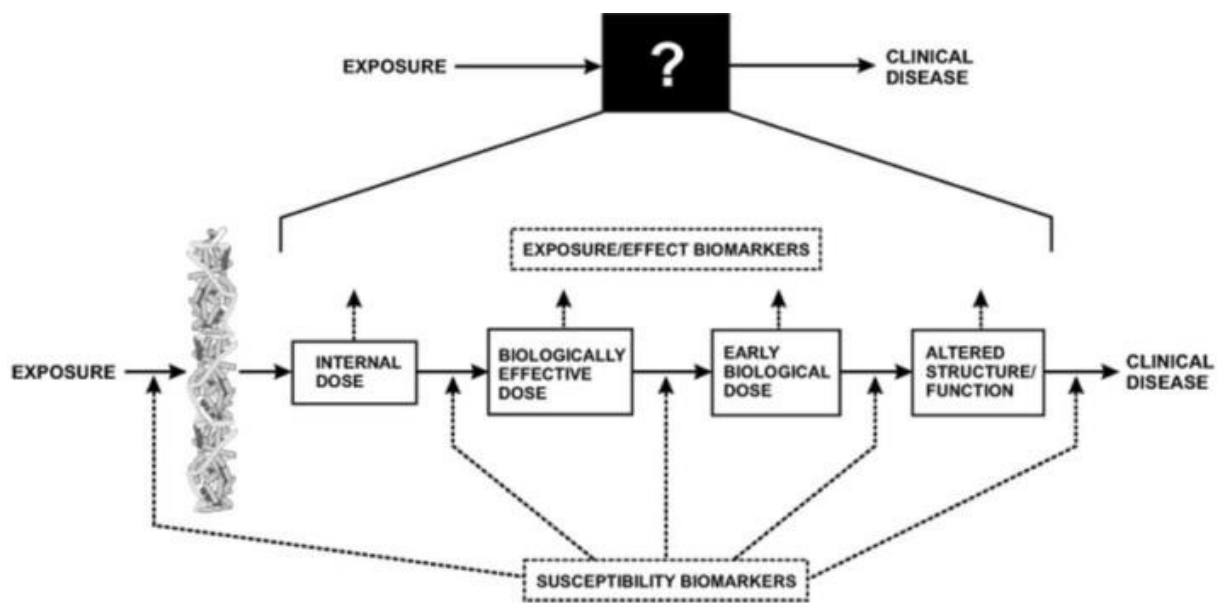 EXPOSURE
?
CLINICAL
DISEASE
EXPOSURE/EFFECT BIOMARKERS
EXPOSURE
INTERNAL
DOSE
BIOLOGICALLY
EFFECTIVE
DOSE
EARLY
BIOLOGICAL
DOSE
ALTERED
STRUCTURE/
FUNCTION
CLINICAL
DISEASE
SUSCEPTIBILITY BIOMARKERS